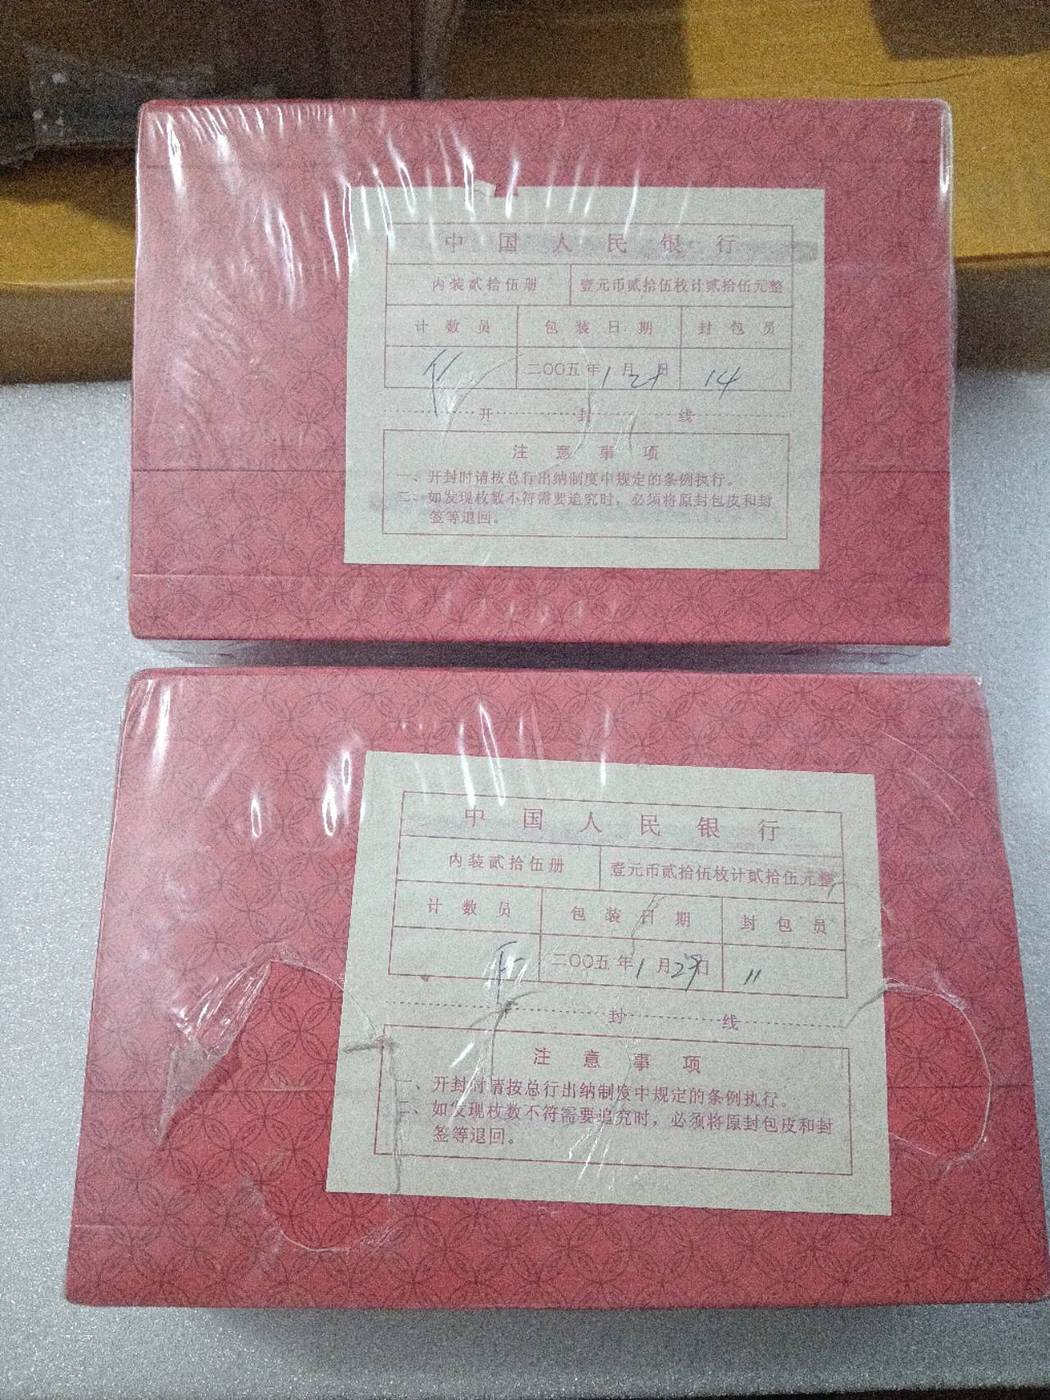 中国人民银行
内装贰拾伍册 壹元币贰拾伍枚计贰拾伍元整
计数员 包装日期 封包员
二〇〇五年1月21日 14
开 封 线
注意事项
一、开封时请按总行出纳制度中规定的条例执行。
二、如发现枚数不符需要追究时，必须将原封包皮和封
签等退回。
中国人民银行
内装贰拾伍册 壹元币贰拾伍枚计贰拾伍元整
计数员 包装日期 封包员
二〇〇五年1月29日 11
封 线
注意事项
一、开封时请按总行出纳制度中规定的条例执行。
二、如发现枚数不符需要追究时，必须将原封包皮和封
签等退回。